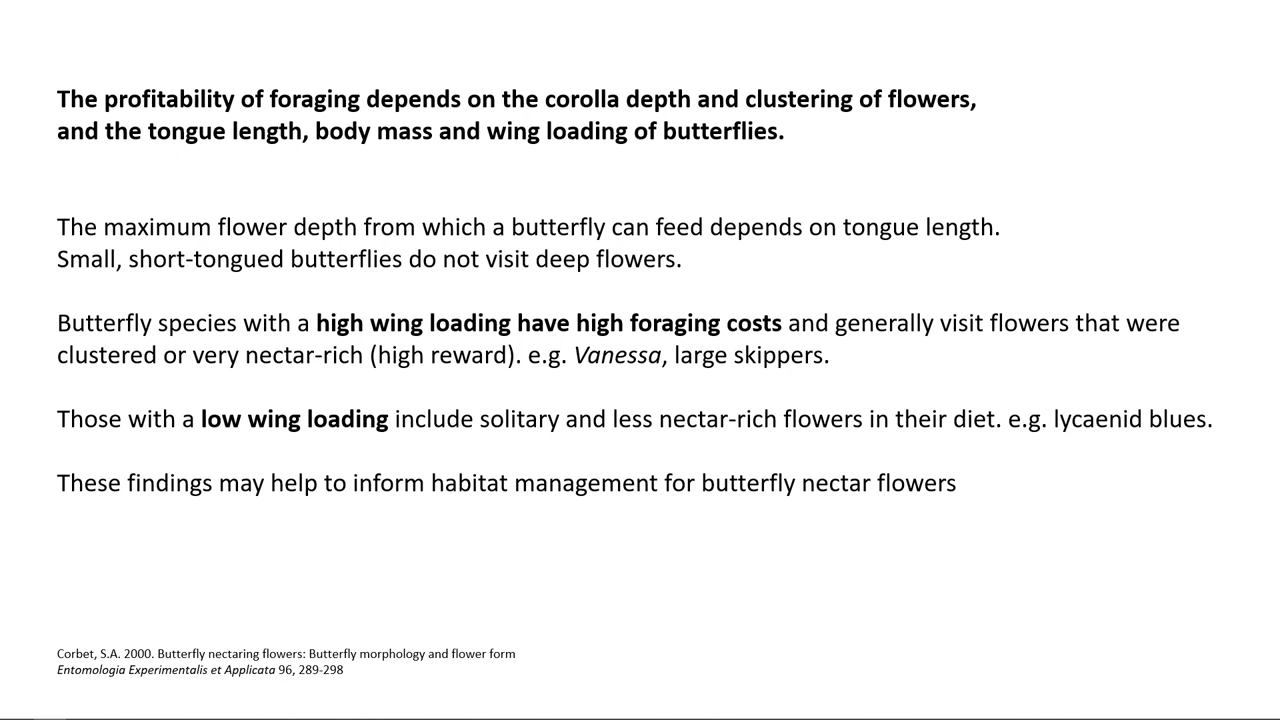 The profitability of foraging depends on the corolla depth and clustering of flowers,
and the tongue length, body mass and wing loading of butterflies.
The maximum flower depth from which a butterfly can feed depends on tongue length.
Small, short-tongued butterflies do not visit deep flowers.
Butterfly species with a high wing loading have high foraging costs and generally visit flowers that were
clustered or very nectar-rich (high reward). e.g. Vanessa, large skippers.
Those with a low wing loading include solitary and less nectar-rich flowers in their diet. e.g. lycaenid blues.
These findings may help to inform habitat management for butterfly nectar flowers
Corbet, S.A. 2000. Butterfly nectaring flowers: Butterfly morphology and flower form
Entomologia Experimentalis et Applicata 96, 289-298